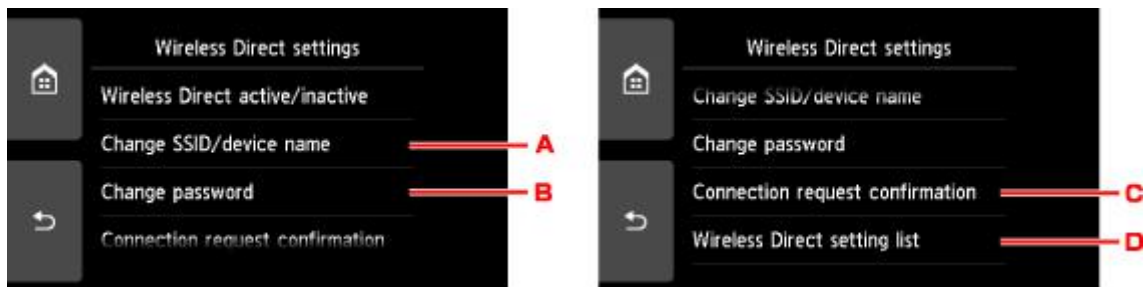 Wireless Direct settings
Wireless Direct active/inactive
Change SSID/device name
A
Change password
B
Connection request confirmation
Wireless Direct settings
Change SSID/device name
Change password
Connection request confirmation
C
Wireless Direct setting list
D